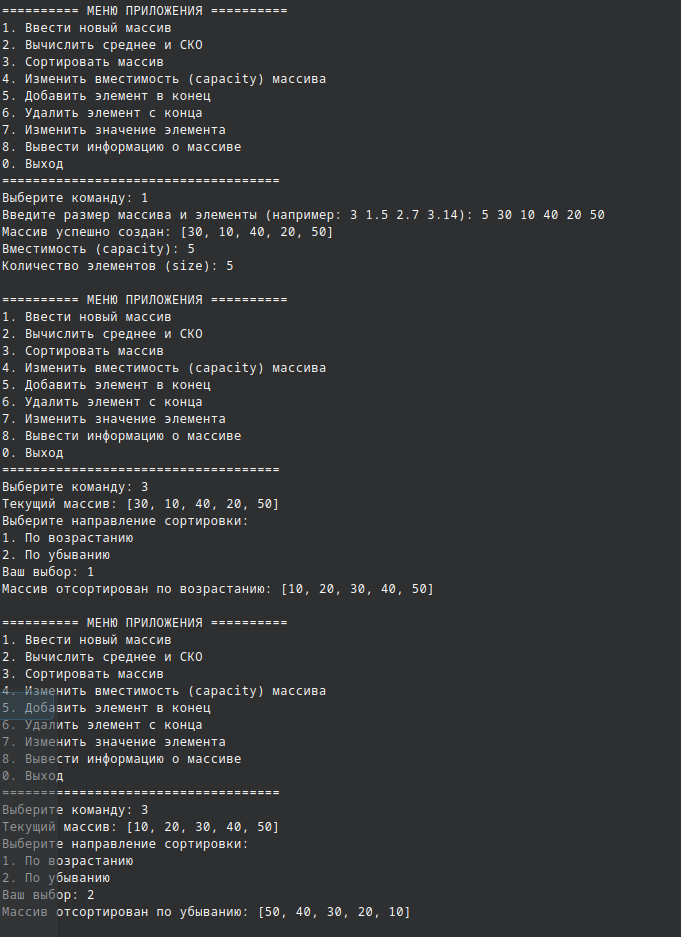 ========== МЕНЮ ПРИЛОЖЕНИЯ ==========
1. Ввести новый массив
2. Вычислить среднее и СКО
3. Сортировать массив
4. Изменить вместимость (capacity) массива
5. Добавить элемент в конец
6. Удалить элемент с конца
7. Изменить значение элемента
8. Вывести информацию о массиве
0. Выход
====================================
Выберите команду: 1
Введите размер массива и элементы (например: 3 1.5 2.7 3.14): 5 30 10 40 20 50
Массив успешно создан: [30, 10, 40, 20, 50]
Вместимость (capacity): 5
Количество элементов (size): 5

========== МЕНЮ ПРИЛОЖЕНИЯ ==========
1. Ввести новый массив
2. Вычислить среднее и СКО
3. Сортировать массив
4. Изменить вместимость (capacity) массива
5. Добавить элемент в конец
6. Удалить элемент с конца
7. Изменить значение элемента
8. Вывести информацию о массиве
0. Выход
====================================
Выберите команду: 3
Текущий массив: [30, 10, 40, 20, 50]
Выберите направление сортировки:
1. По возрастанию
2. По убыванию
Ваш выбор: 1
Массив отсортирован по возрастанию: [10, 20, 30, 40, 50]

========== МЕНЮ ПРИЛОЖЕНИЯ ==========
1. Ввести новый массив
2. Вычислить среднее и СКО
3. Сортировать массив
4. Изменить вместимость (capacity) массива
5. Добавить элемент в конец
6. Удалить элемент с конца
7. Изменить значение элемента
8. Вывести информацию о массиве
0. Выход
====================================
Выберите команду: 3
Текущий массив: [10, 20, 30, 40, 50]
Выберите направление сортировки:
1. По возрастанию
2. По убыванию
Ваш выбор: 2
Массив отсортирован по убыванию: [50, 40, 30, 20, 10]